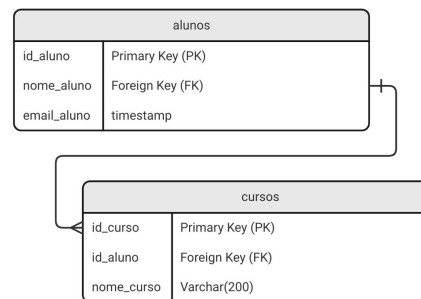 alunos
id_aluno Primary Key (PK)
nome_aluno Foreign Key (FK)
email_aluno timestamp
cursos
id_curso Primary Key (PK)
id_aluno Foreign Key (FK)
nome_curso Varchar(200)